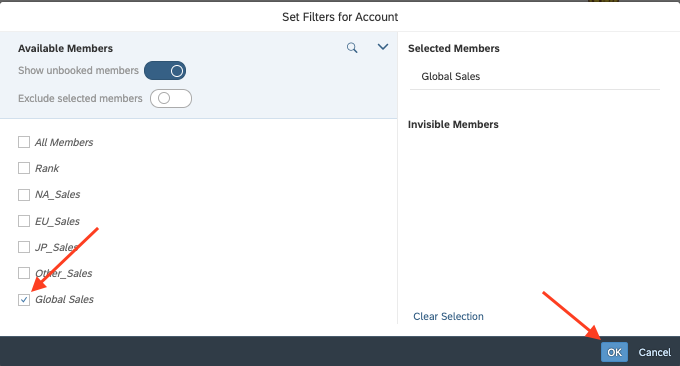 Set Filters for Account
Available Members
Show unbooked members
Exclude selected members
All Members
Rank
NA_Sales
EU_Sales
JP_Sales
Other_Sales
Global Sales
Selected Members
Global Sales
Invisible Members
Clear Selection
OK
Cancel